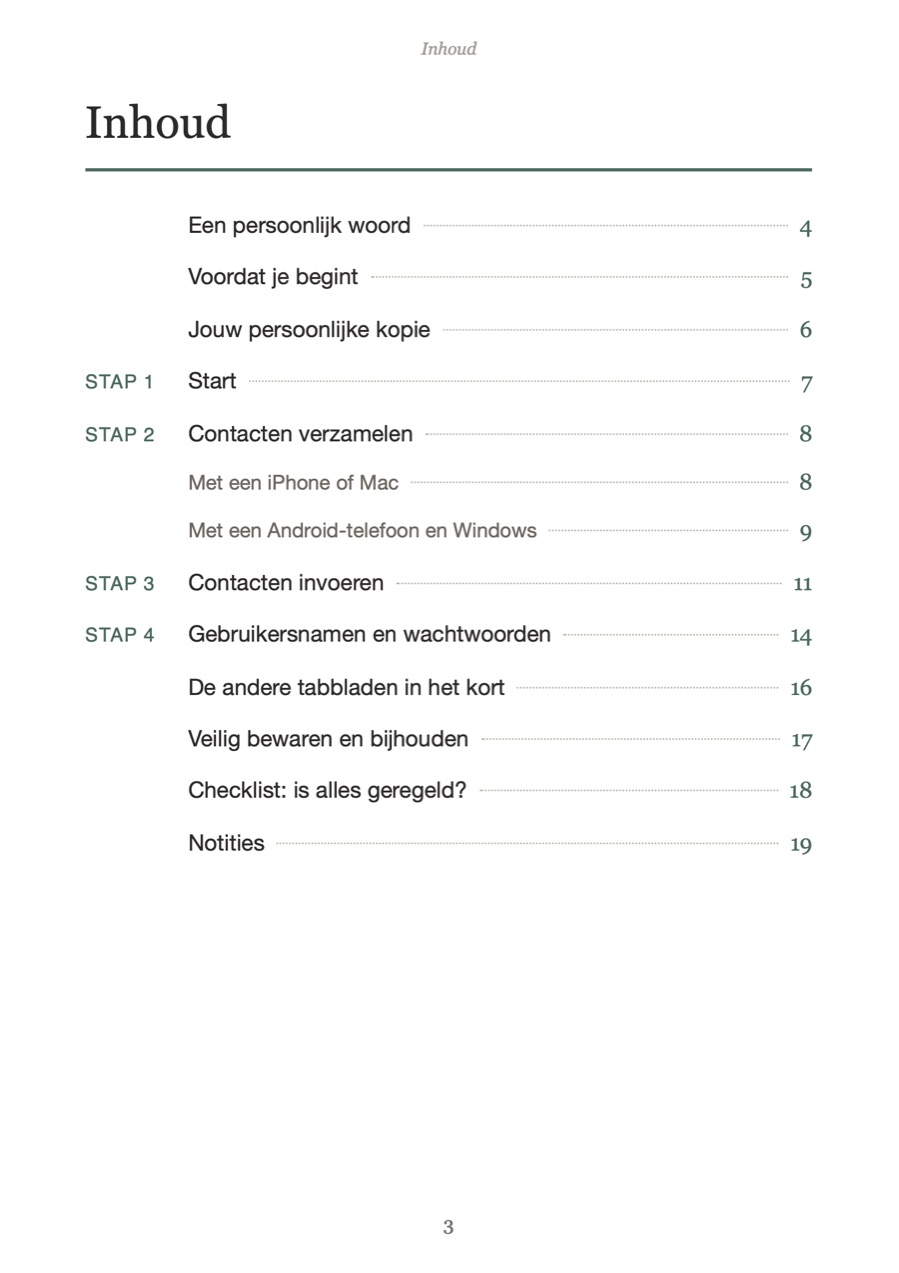 Inhoud
Inhoud
Een persoonlijk woord 4
Voordat je begint 5
Jouw persoonlijke kopie 6
STAP 1 Start 7
STAP 2 Contacten verzamelen 8
Met een iPhone of Mac 8
Met een Android-telefoon en Windows 9
STAP 3 Contacten invoeren 11
STAP 4 Gebruikersnamen en wachtwoorden 14
De andere tabbladen in het kort 16
Veilig bewaren en bijhouden 17
Checklist: is alles geregeld? 18
Notities 19
3